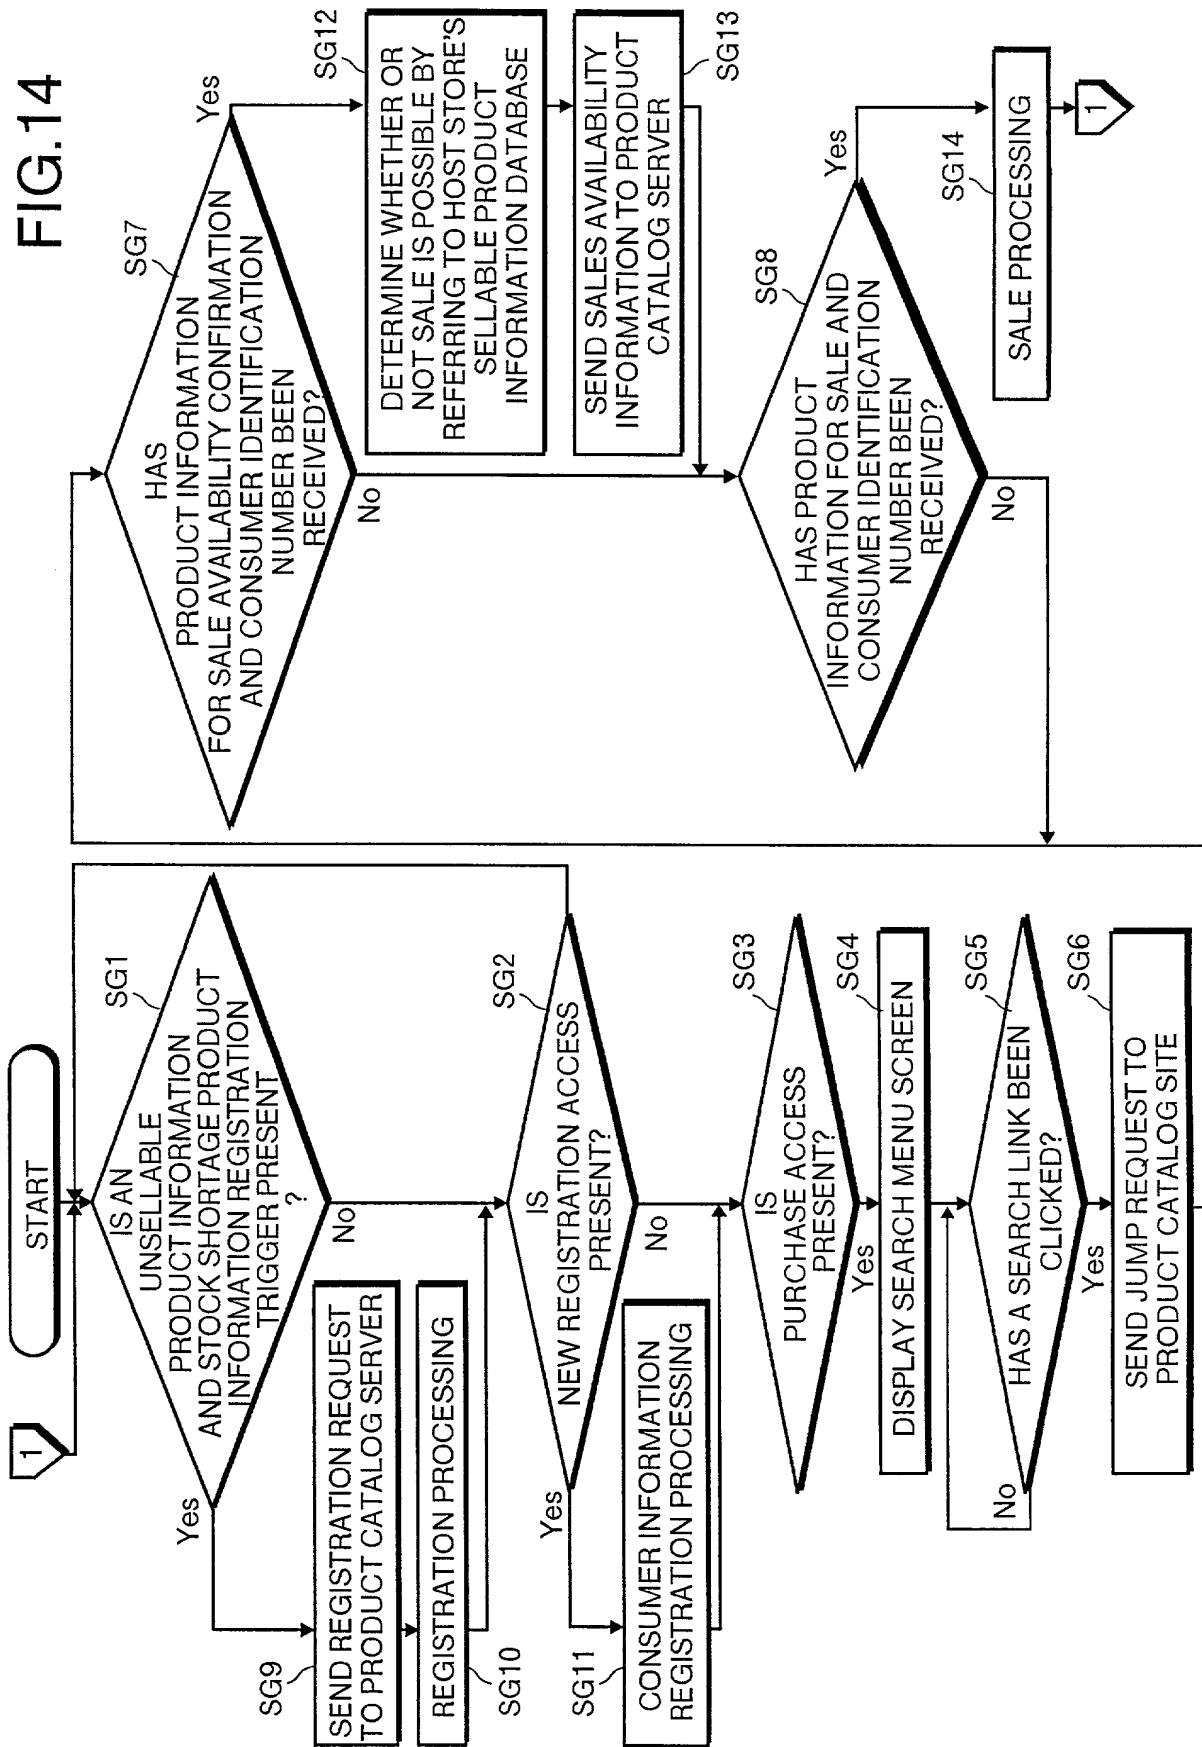 FIG.14
1
START
SG1
IS AN
UNSELLABLE
PRODUCT INFORMATION
AND STOCK SHORTAGE PRODUCT
INFORMATION REGISTRATION
TRIGGER PRESENT
?
Yes
No
SG9
SEND REGISTRATION REQUEST
TO PRODUCT CATALOG SERVER
REGISTRATION PROCESSING
SG10
SG2
IS
NEW REGISTRATION ACCESS
PRESENT?
Yes
No
SG11
CONSUMER INFORMATION
REGISTRATION PROCESSING
SG3
IS
PURCHASE ACCESS
PRESENT?
Yes
SG4
DISPLAY SEARCH MENU SCREEN
SG5
HAS A SEARCH LINK BEEN
CLICKED?
No
Yes
SG6
SEND JUMP REQUEST TO
PRODUCT CATALOG SITE
SG7
HAS
PRODUCT INFORMATION
FOR SALE AVAILABILITY CONFIRMATION
AND CONSUMER IDENTIFICATION
NUMBER BEEN
RECEIVED?
Yes
No
SG12
DETERMINE WHETHER OR
NOT SALE IS POSSIBLE BY
REFERRING TO HOST STORE'S
SELLABLE PRODUCT
INFORMATION DATABASE
SEND SALES AVAILABILITY
INFORMATION TO PRODUCT
CATALOG SERVER
SG13
SG8
HAS PRODUCT
INFORMATION FOR SALE AND
CONSUMER IDENTIFICATION
NUMBER BEEN
RECEIVED?
Yes
No
SG14
SALE PROCESSING
1